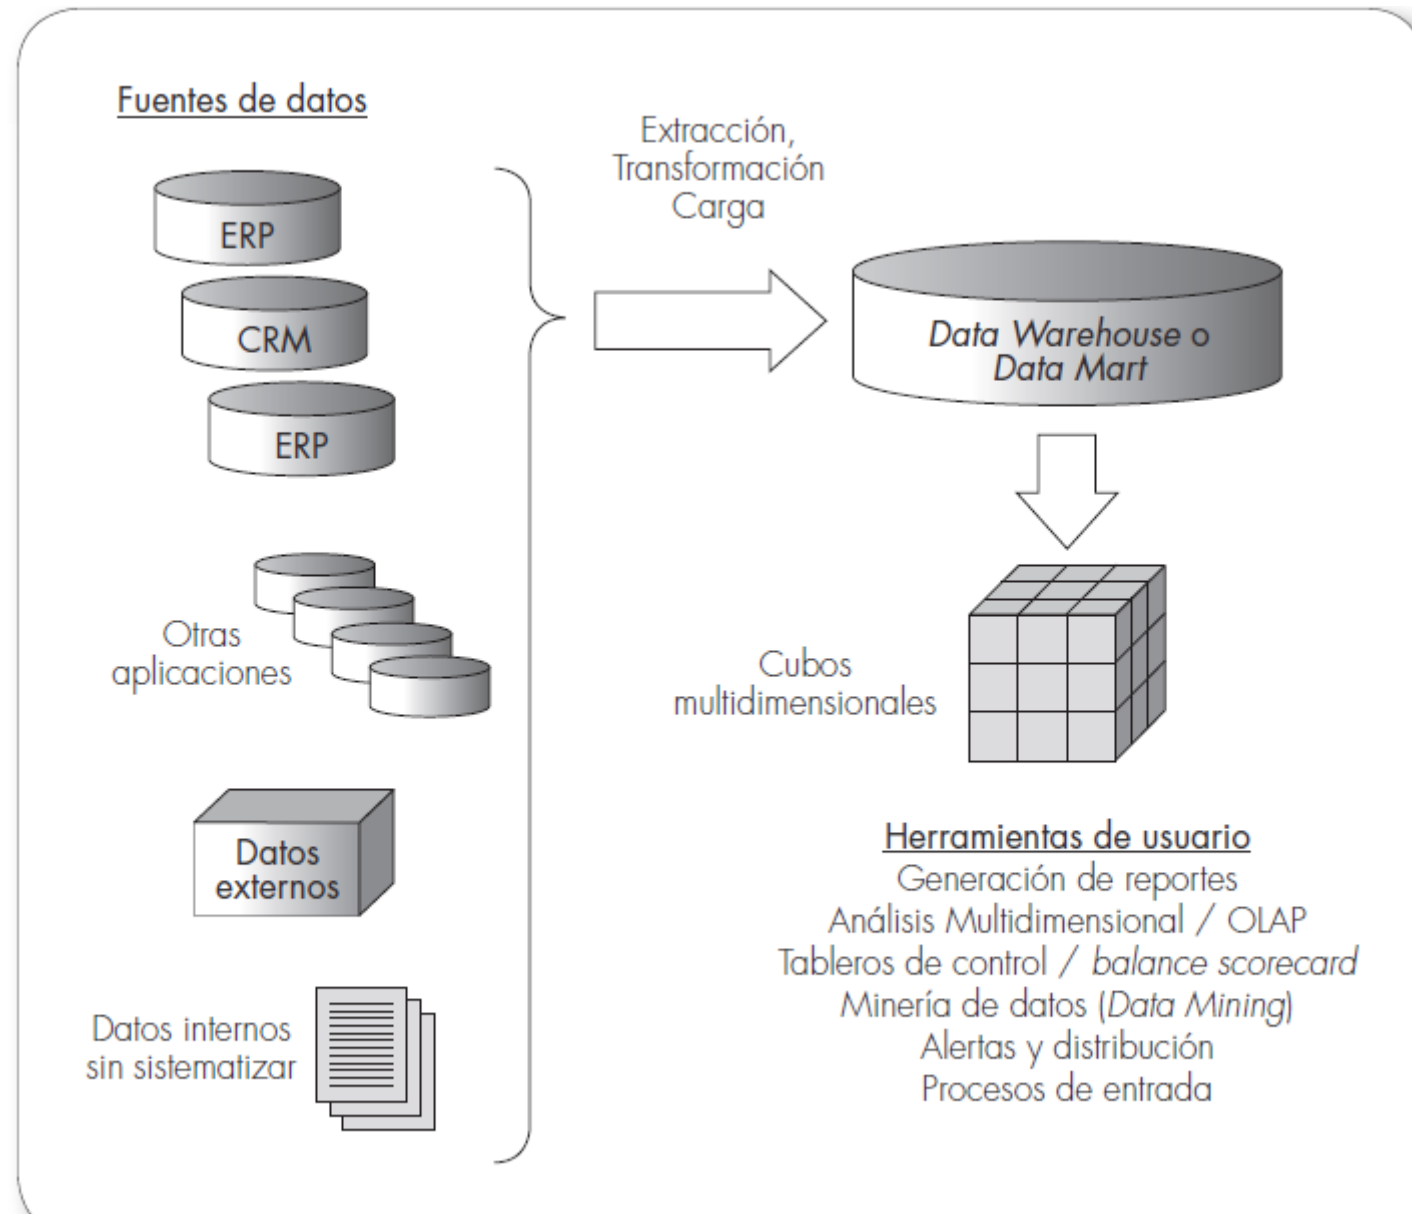 Fuentes de datos
ERP
CRM
ERP
Otras
aplicaciones
Datos
externos
Datos internos
sin sistematizar
Extracción,
Transformación
Carga
Data Warehouse o
Data Mart
Cubos
multidimensionales
Herramientas de usuario
Generación de reportes
Análisis Multidimensional / OLAP
Tableros de control / balance scorecard
Minería de datos (Data Mining)
Alertas y distribución
Procesos de entrada